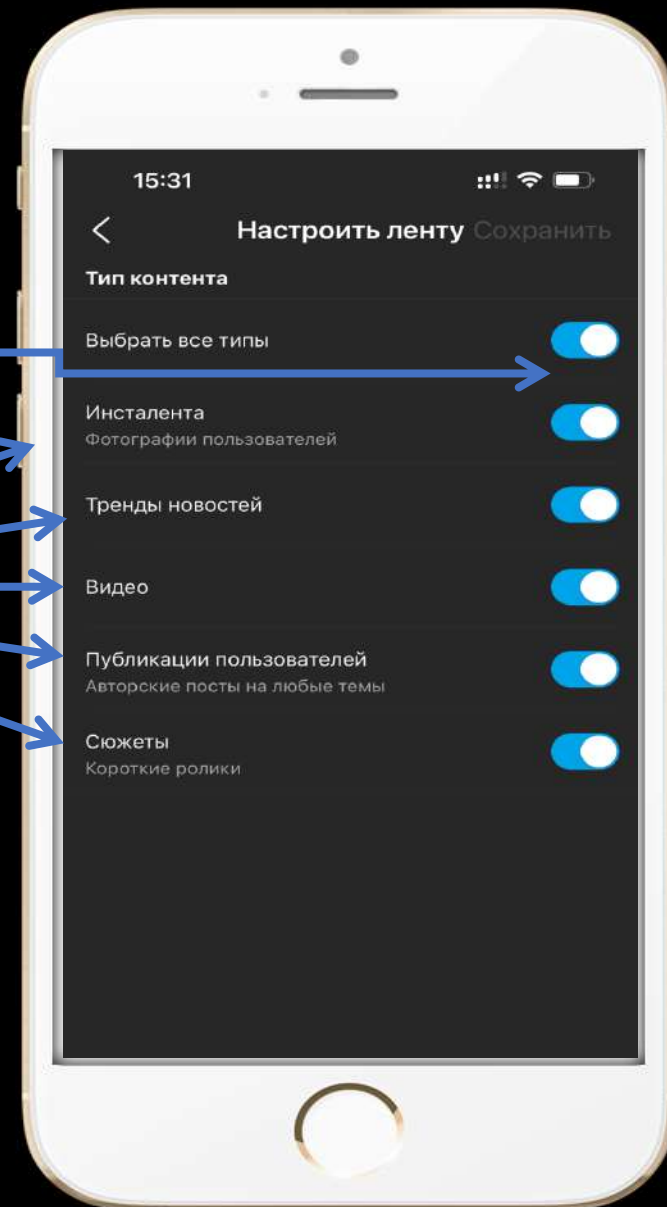 15:31
Настроить ленту Сохранить
Тип контента
Выбрать все типы
Инсталента
Фотографии пользователей
Тренды новостей
Видео
Публикации пользователей
Авторские посты на любые темы
Сюжеты
Короткие ролики